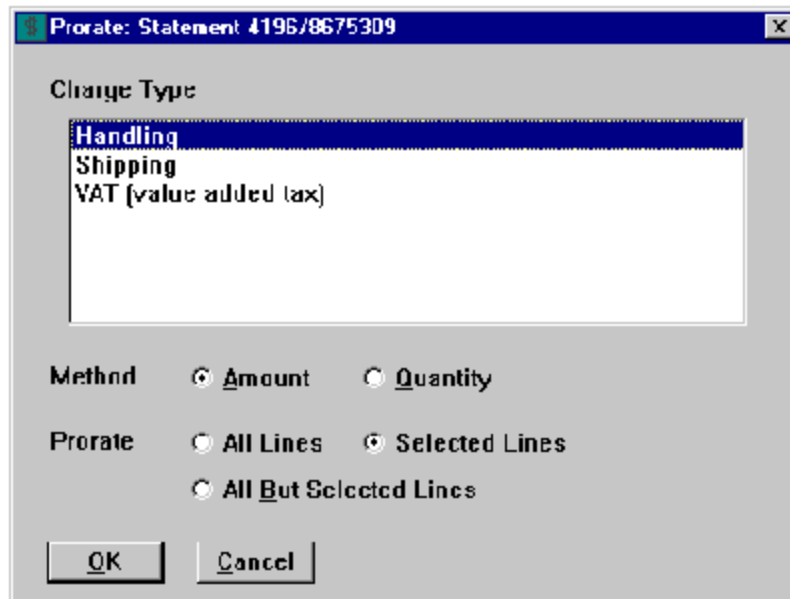 Prorate: Statement 4196/8675309
Charge Type
Handling
Shipping
VAT (value added tax)
Method Amount Quantity
Prorate All Lines Selected Lines
All But Selected Lines
OK Cancel